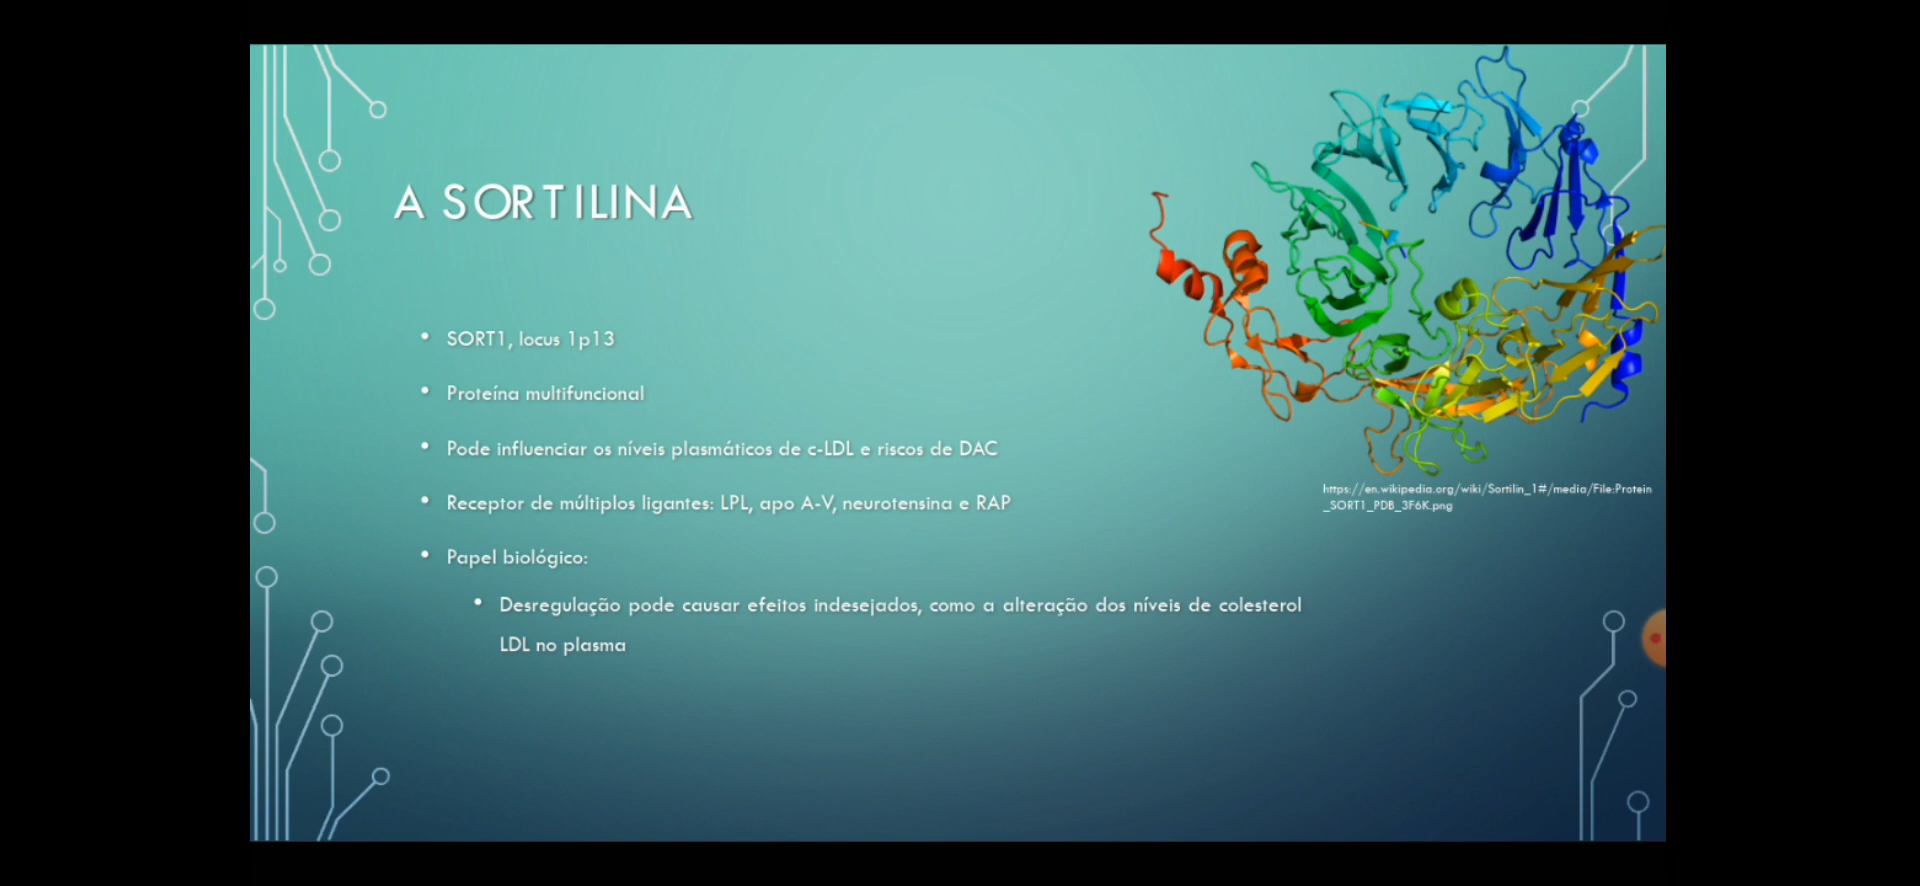 A SORTILINA
• SORT1, locus 1p13
• Proteína multifuncional
• Pode influenciar os níveis plasmáticos de c-LDL e riscos de DAC
• Receptor de múltiplos ligantes: LPL, apo A-V, neurotensina e RAP
• Papel biológico:
• Desregulação pode causar efeitos indesejados, como a alteração dos níveis de colesterol
LDL no plasma
https://en.wikipedia.org/wiki/Sortilin_1#/media/File:Protein
_SORT1_PDB_3F6K.png